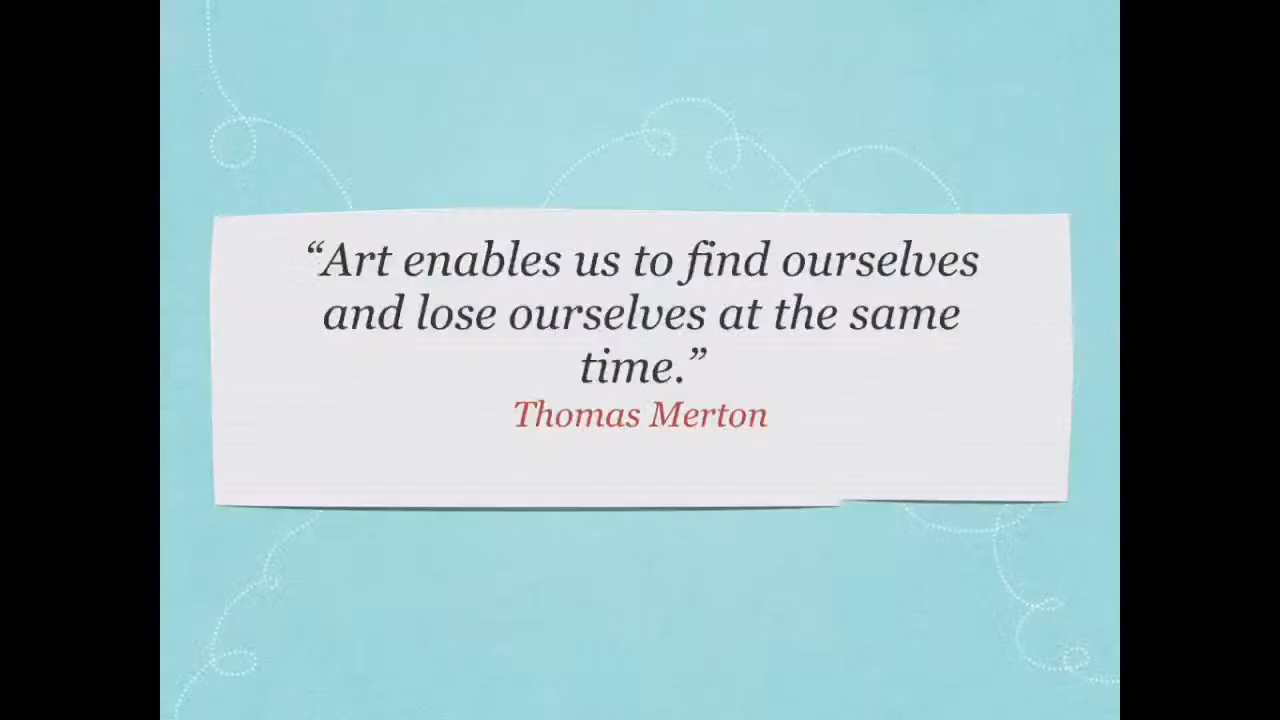 “Art enables us to find ourselves
and lose ourselves at the same
time.”
Thomas Merton